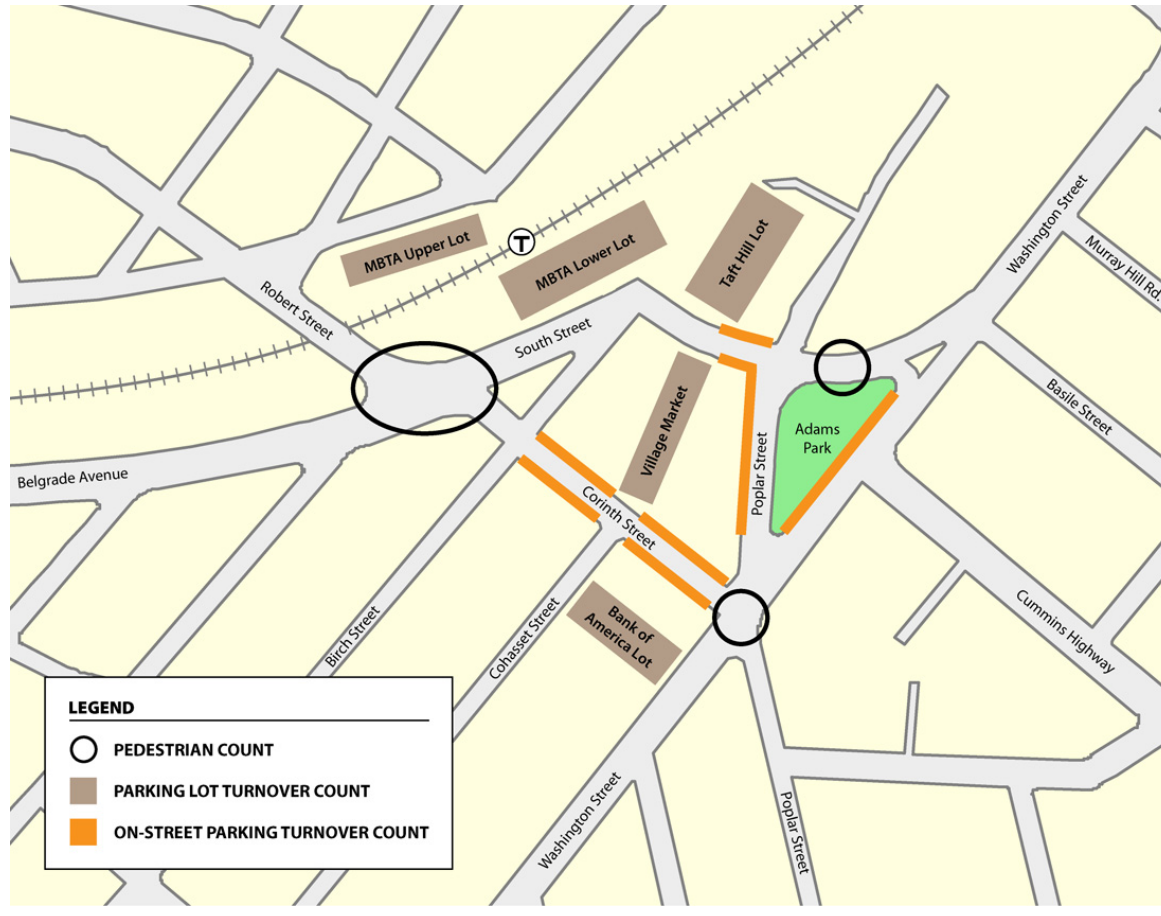 Washington Street
Murray Hill Rd.
Taft Hill Lot
MBTA Upper Lot
T
MBTA Lower Lot
Robert Street
South Street
Basile Street
Village Market
Adams
Park
Poplar Street
Belgrade Avenue
Corinth Street
Cummins Highway
Bank of
America Lot
Birch Street
Cohasset Street
Washington Street
Poplar Street
LEGEND
PEDESTRIAN COUNT
PARKING LOT TURNOVER COUNT
ON-STREET PARKING TURNOVER COUNT